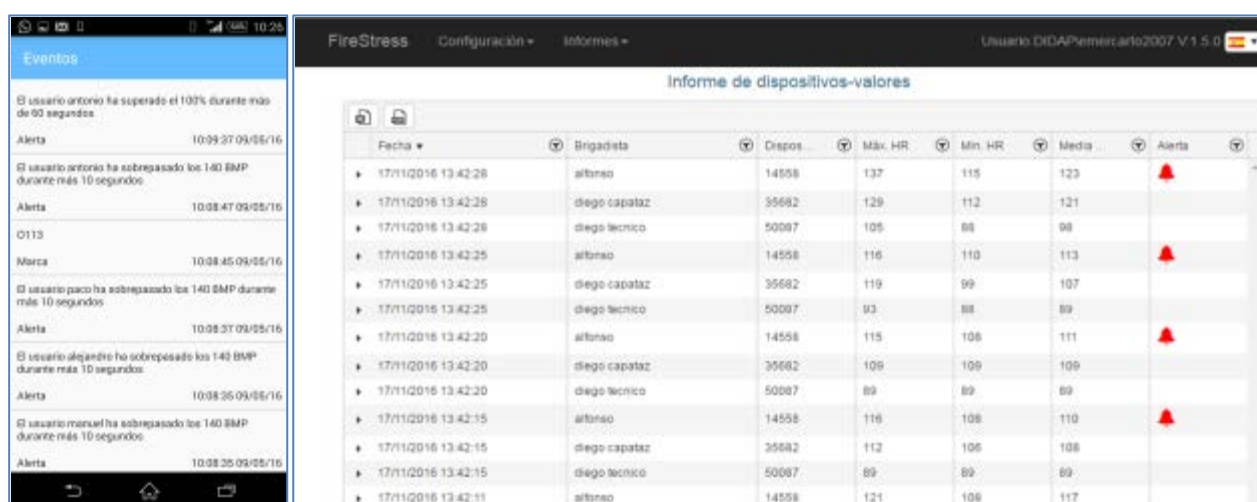 10:26
Eventos
El usuario antonio ha superado el 100% durante más
de 60 segundos
Alerta 10:09:37 09/05/16
El usuario antonio ha sobrepasado los 140 BMP
durante más 10 segundos
Alerta 10:08:47 09/05/16
O113
Marca 10:08:45 09/05/16
El usuario paco ha sobrepasado los 140 BMP durante
más 10 segundos
Alerta 10:08:37 09/05/16
El usuario alejandro ha sobrepasado los 140 BMP
durante más 10 segundos
Alerta 10:08:35 09/05/16
El usuario manuel ha sobrepasado los 140 BMP
durante más 10 segundos
Alerta 10:08:35 09/05/16
FireStress Configuración Informes Usuario DIDAP\emercarto2007 V.1.5.0
Informe de dispositivos-valores
Fecha Brigadista Dispos... Máx. HR Min. HR Media ... Alerta
17/11/2016 13:42:28 alfonso 14558 137 115 123
17/11/2016 13:42:28 diego capataz 35682 129 112 121
17/11/2016 13:42:28 diego tecnico 50087 105 88 98
17/11/2016 13:42:25 alfonso 14558 116 110 113
17/11/2016 13:42:25 diego capataz 35682 119 99 107
17/11/2016 13:42:25 diego tecnico 50087 93 88 89
17/11/2016 13:42:20 alfonso 14558 115 108 111
17/11/2016 13:42:20 diego capataz 35682 109 109 109
17/11/2016 13:42:20 diego tecnico 50087 89 89 89
17/11/2016 13:42:15 alfonso 14558 116 108 110
17/11/2016 13:42:15 diego capataz 35682 112 106 108
17/11/2016 13:42:15 diego tecnico 50087 89 89 89
17/11/2016 13:42:11 alfonso 14558 121 108 117